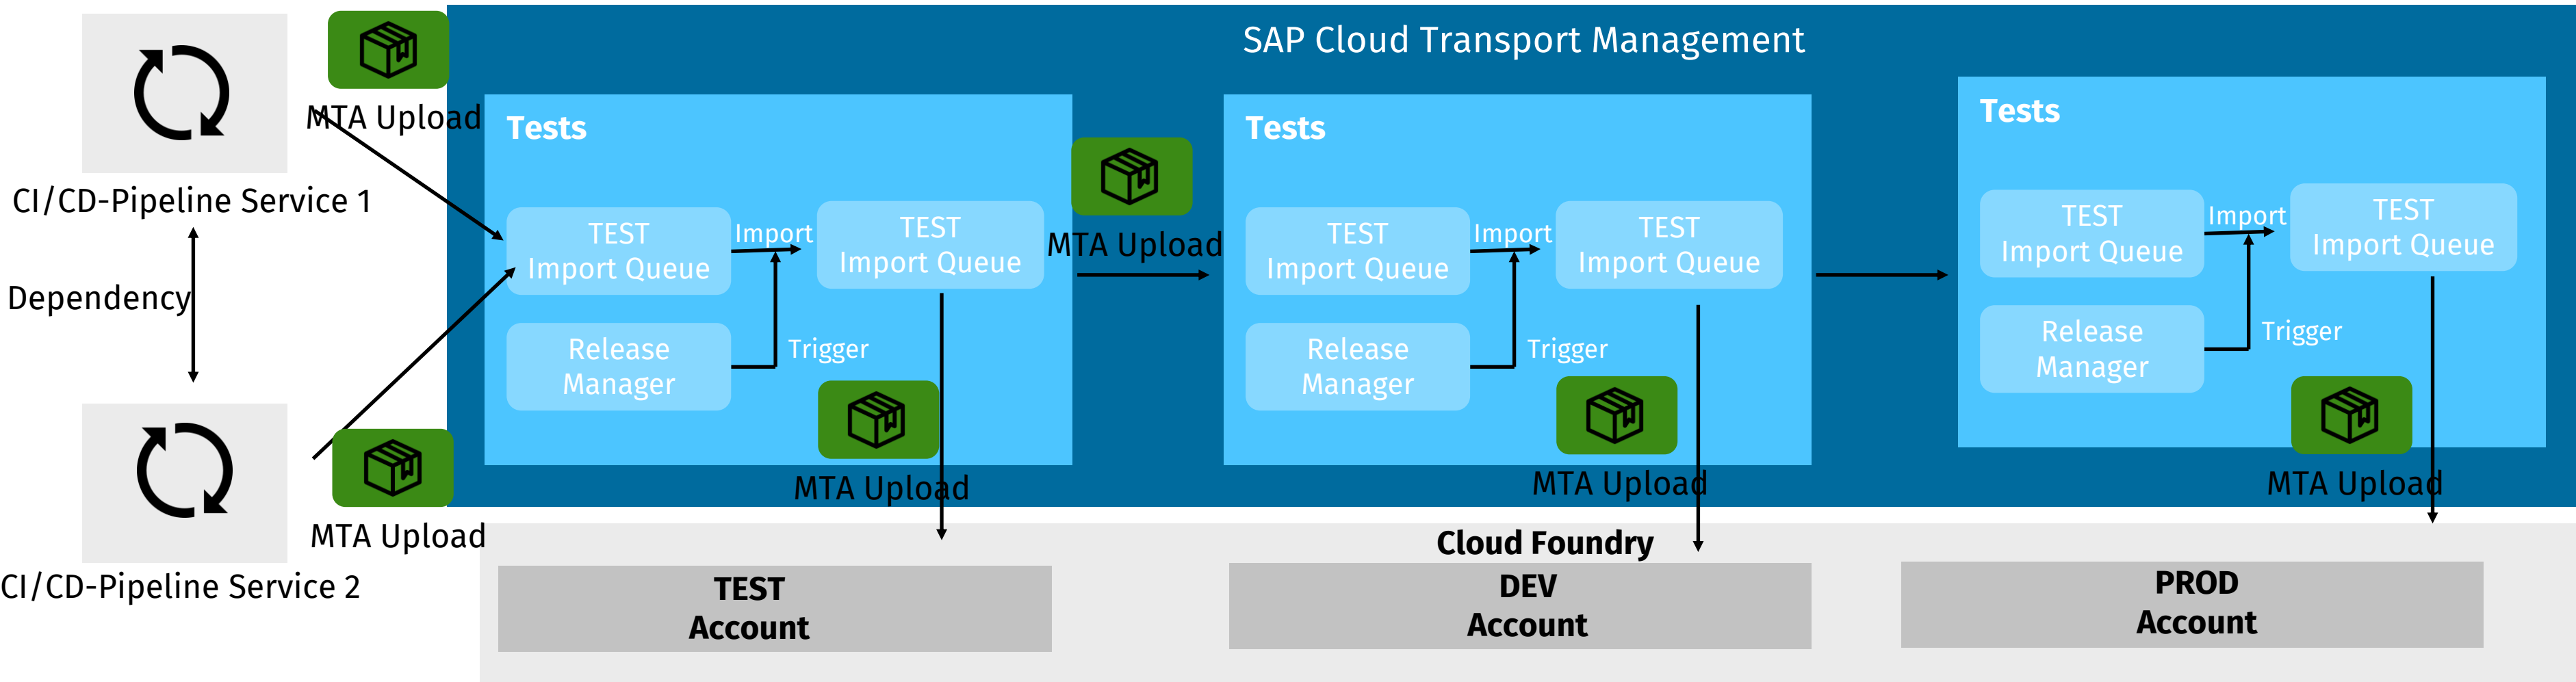 SAP Cloud Transport Management
MTA Upload
CI/CD-Pipeline Service 1
Dependency
MTA Upload
CI/CD-Pipeline Service 2
Tests
TEST
Import Queue
Import
TEST
Import Queue
Release
Manager
Trigger
MTA Upload
MTA Upload
Tests
TEST
Import Queue
Import
TEST
Import Queue
Release
Manager
Trigger
MTA Upload
Tests
TEST
Import Queue
Import
TEST
Import Queue
Release
Manager
Trigger
MTA Upload
Cloud Foundry
TEST
Account
DEV
Account
PROD
Account